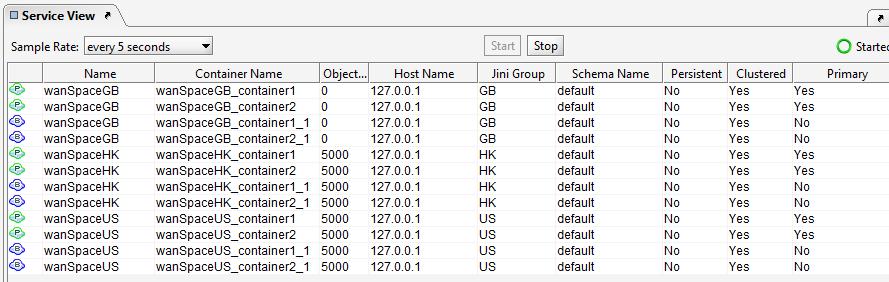 Service View
Sample Rate: every 5 seconds Start Stop Started
Name Container Name Object... Host Name Jini Group Schema Name Persistent Clustered Primary
P wanSpaceGB wanSpaceGB_container1 0 127.0.0.1 GB default No Yes Yes
P wanSpaceGB wanSpaceGB_container2 0 127.0.0.1 GB default No Yes Yes
B wanSpaceGB wanSpaceGB_container1_1 0 127.0.0.1 GB default No Yes No
B wanSpaceGB wanSpaceGB_container2_1 0 127.0.0.1 GB default No Yes No
P wanSpaceHK wanSpaceHK_container1 5000 127.0.0.1 HK default No Yes Yes
P wanSpaceHK wanSpaceHK_container2 5000 127.0.0.1 HK default No Yes Yes
B wanSpaceHK wanSpaceHK_container1_1 5000 127.0.0.1 HK default No Yes No
B wanSpaceHK wanSpaceHK_container2_1 5000 127.0.0.1 HK default No Yes No
P wanSpaceUS wanSpaceUS_container1 5000 127.0.0.1 US default No Yes Yes
P wanSpaceUS wanSpaceUS_container2 5000 127.0.0.1 US default No Yes Yes
B wanSpaceUS wanSpaceUS_container1_1 5000 127.0.0.1 US default No Yes No
B wanSpaceUS wanSpaceUS_container2_1 5000 127.0.0.1 US default No Yes No